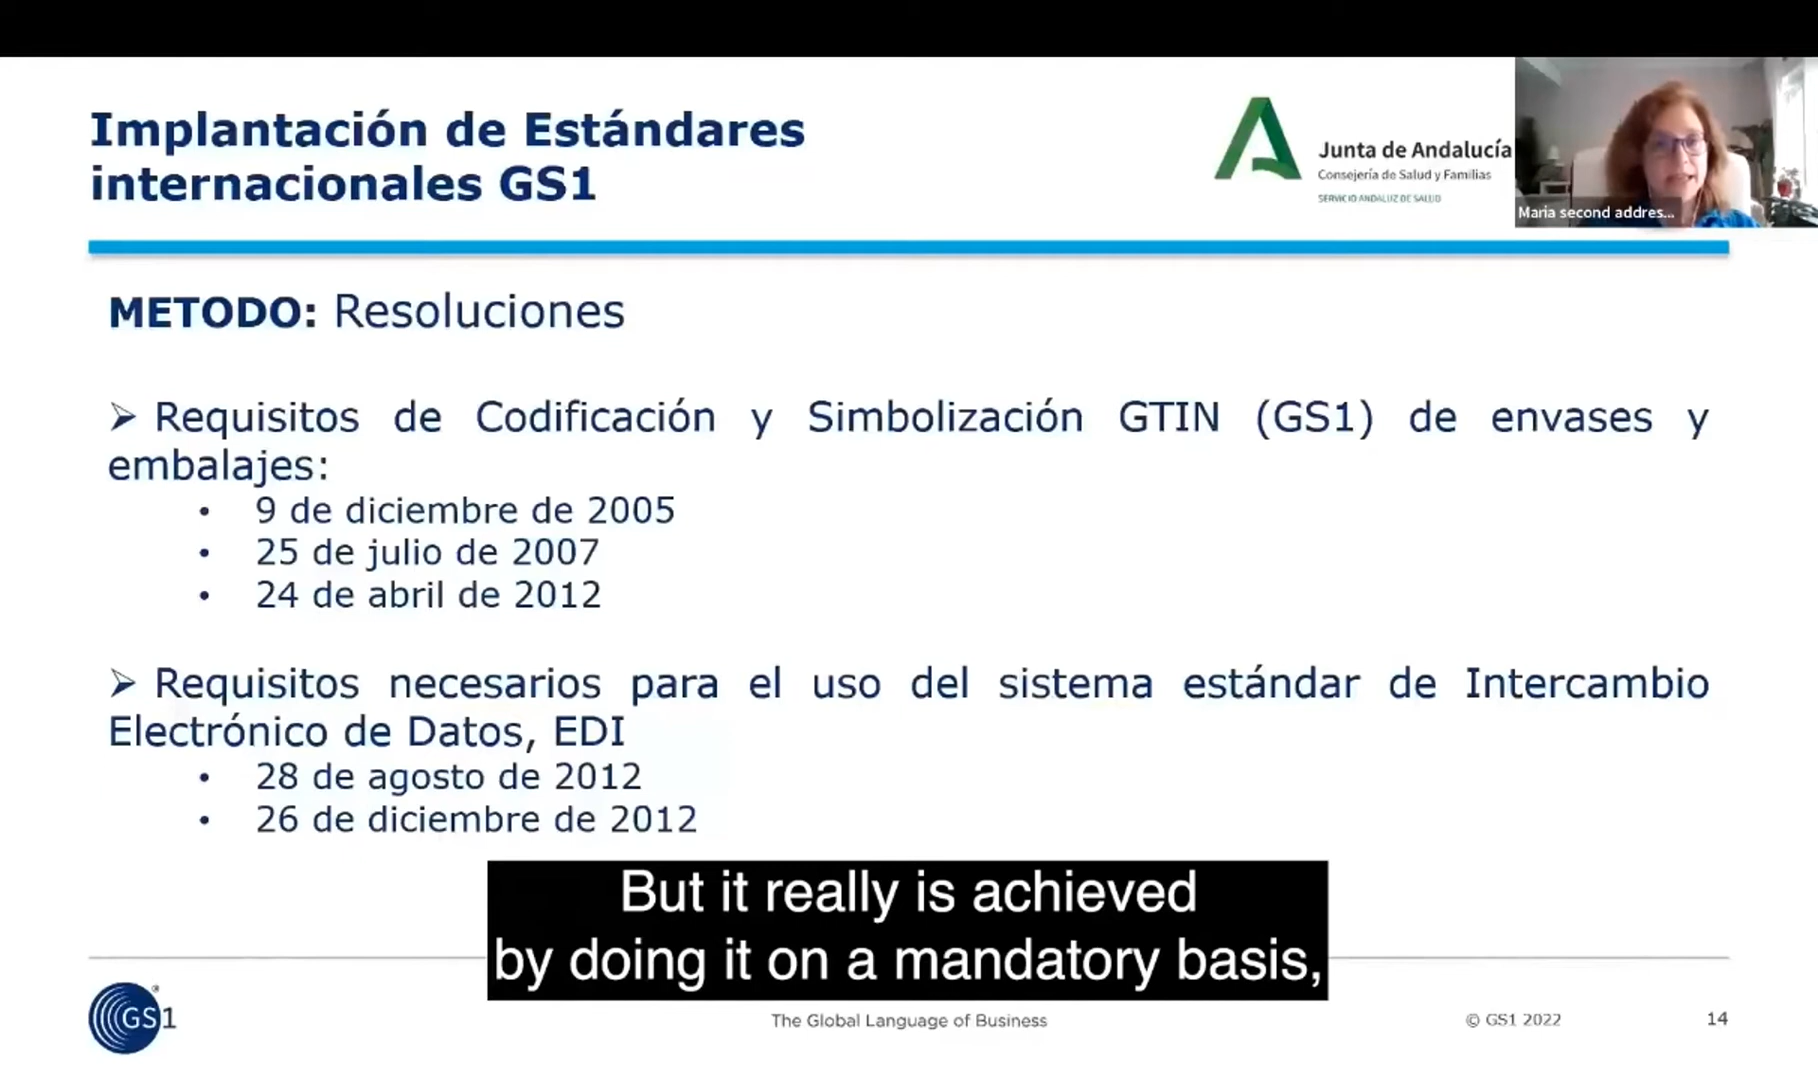 Implantación de Estándares
internacionales GS1
Junta de Andalucía
Consejería de Salud y Familias
SERVICIO ANDALUZ DE SALUD
Maria second addres...
METODO: Resoluciones
➢ Requisitos de Codificación y Simbolización GTIN (GS1) de envases y
embalajes:
• 9 de diciembre de 2005
• 25 de julio de 2007
• 24 de abril de 2012
➢ Requisitos necesarios para el uso del sistema estándar de Intercambio
Electrónico de Datos, EDI
• 28 de agosto de 2012
• 26 de diciembre de 2012
But it really is achieved
by doing it on a mandatory basis,
GS1
The Global Language of Business
© GS1 2022
14